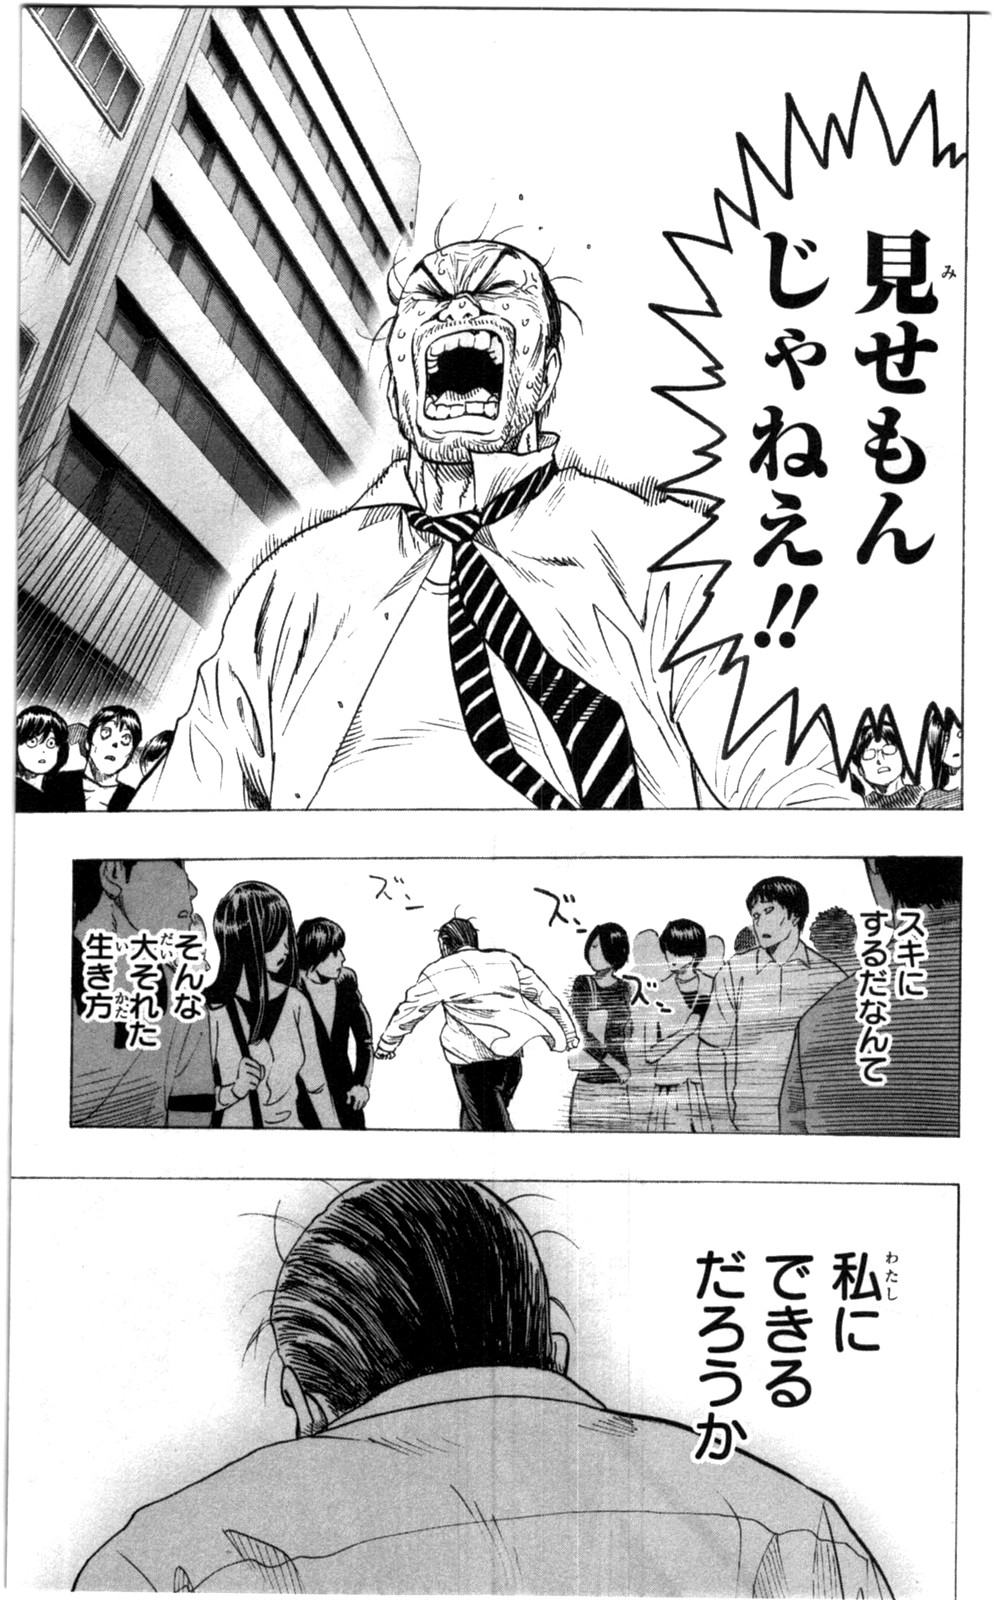 見せもん
じゃねえ!!
ズン
ズン
ズン
スキに
するだなんて
そんな
大それた
生き方
私に
できる
だろうか